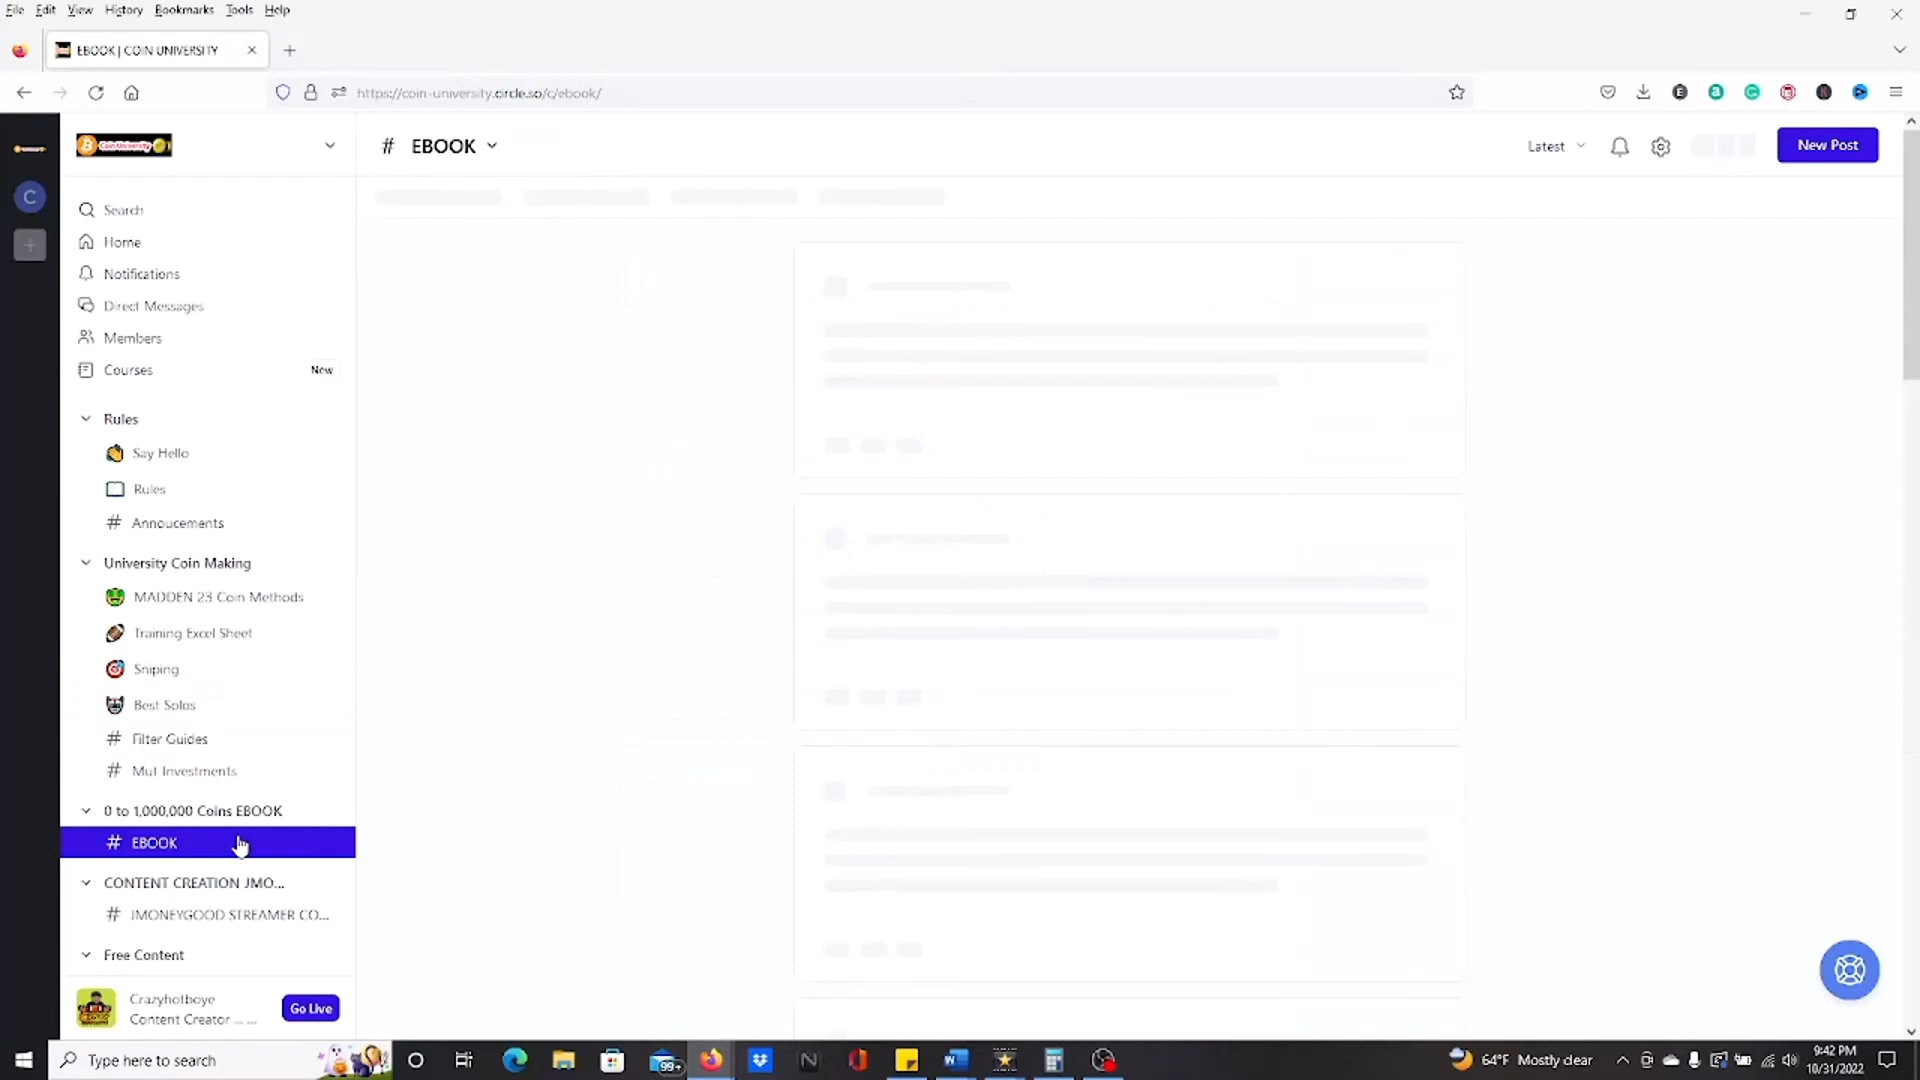 File Edit View History Bookmarks Tools Help
EBOOK | COIN UNIVERSITY
https://coin-university.circle.so/c/ebook/
Coin University
# EBOOK
Latest
New Post
C
Search
Home
Notifications
Direct Messages
Members
Courses New
Rules
Say Hello
Rules
# Annoucements
University Coin Making
MADDEN 23 Coin Methods
Training Excel Sheet
Sniping
Best Solos
# Filter Guides
# Mut Investments
0 to 1,000,000 Coins EBOOK
# EBOOK
CONTENT CREATION JMO...
# JMONEYGOOD STREAMER CO...
Free Content
Crazyhotboye
Content Creator ... ...
Go Live
Type here to search
99+
64°F Mostly clear
9:42 PM
10/31/2022